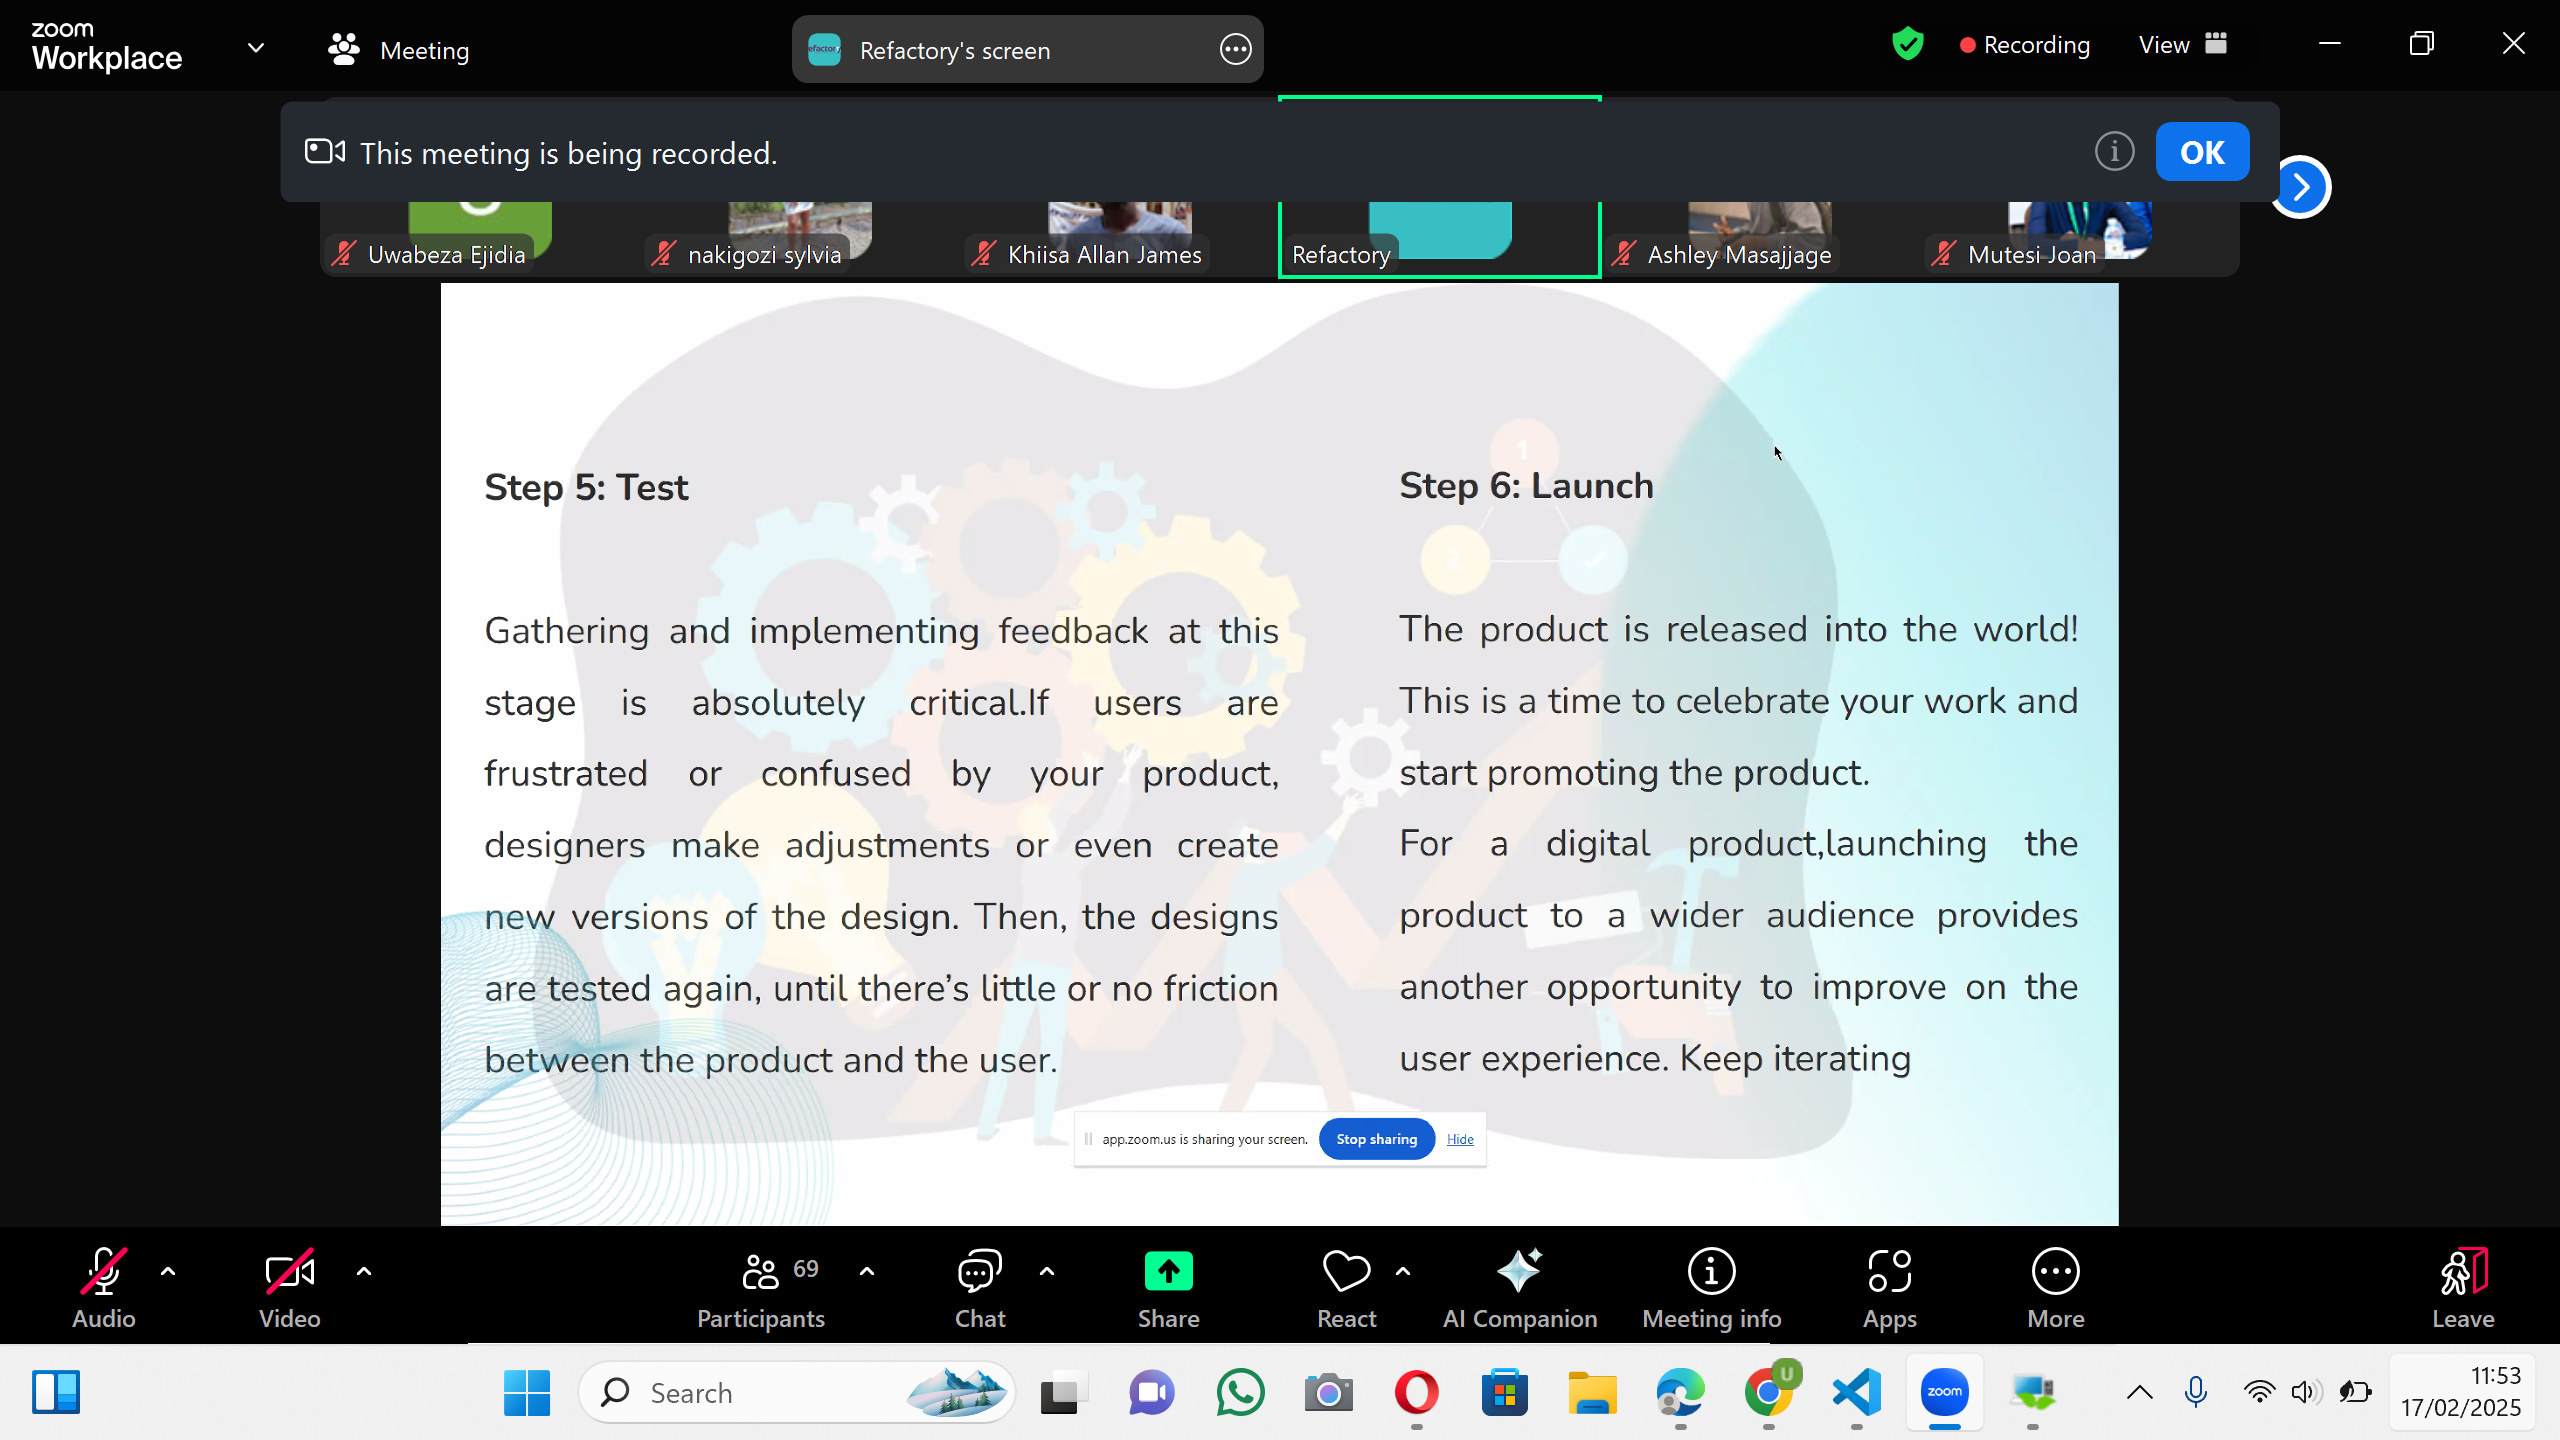 zoom
Workplace
Meeting
Refactory's screen
Recording
View
This meeting is being recorded.
OK
Uwabeza Ejidia
nakigozi sylvia
Khiisa Allan James
Refactory
Ashley Masajjage
Mutesi Joan
Step 5: Test
Gathering and implementing feedback at this
stage is absolutely critical.If users are
frustrated or confused by your product,
designers make adjustments or even create
new versions of the design. Then, the designs
are tested again, until there’s little or no friction
between the product and the user.
1
2
Step 6: Launch
The product is released into the world!
This is a time to celebrate your work and
start promoting the product.
For a digital product,launching the
product to a wider audience provides
another opportunity to improve on the
user experience. Keep iterating
app.zoom.us is sharing your screen.
Stop sharing
Hide
Audio
Video
69
Participants
Chat
Share
React
AI Companion
Meeting info
Apps
More
Leave
Search
U
zoom
11:53
17/02/2025